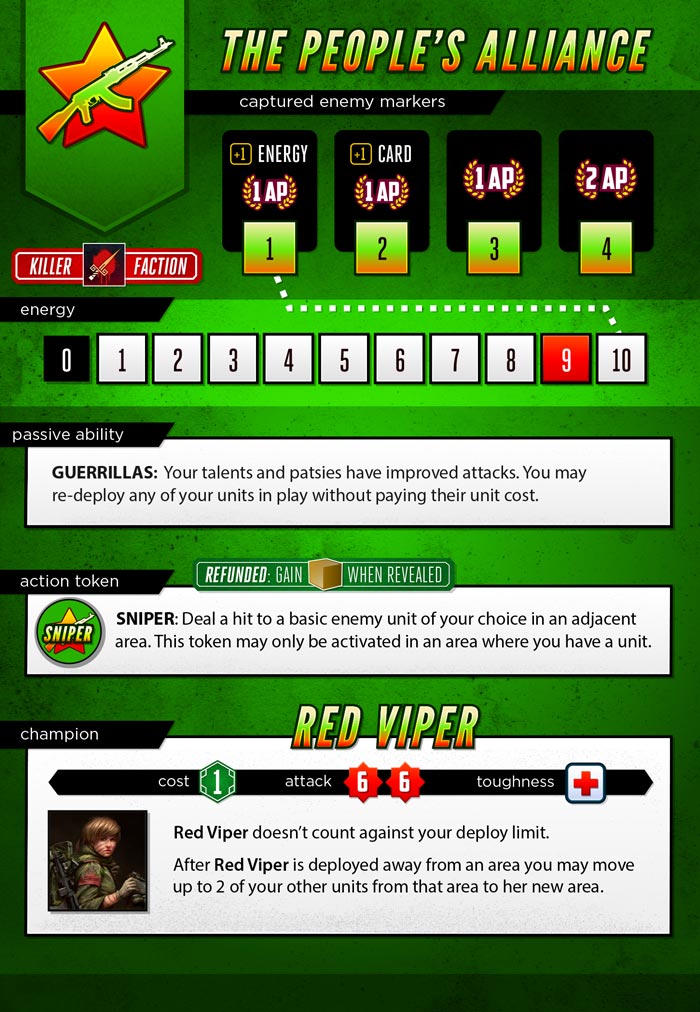 THE PEOPLE'S ALLIANCE
captured enemy markers
+1 ENERGY
1 AP
1
+1 CARD
1 AP
2
1 AP
3
2 AP
4
KILLER FACTION
energy
0 1 2 3 4 5 6 7 8 9 10
passive ability
GUERRILLAS: Your talents and patsies have improved attacks. You may
re-deploy any of your units in play without paying their unit cost.
action token
REFUNDED: GAIN WHEN REVEALED
SNIPER
SNIPER: Deal a hit to a basic enemy unit of your choice in an adjacent
area. This token may only be activated in an area where you have a unit.
champion
RED VIPER
cost 1 attack 6 6 toughness
Red Viper doesn't count against your deploy limit.
After Red Viper is deployed away from an area you may move
up to 2 of your other units from that area to her new area.